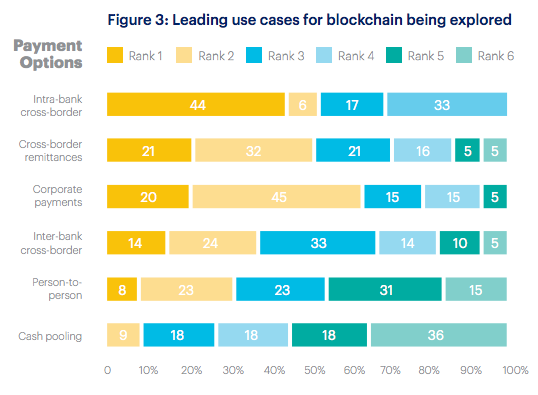 Figure 3: Leading use cases for blockchain being explored
Payment
Options
Rank 1 Rank 2 Rank 3 Rank 4 Rank 5 Rank 6
Intra-bank
cross-border
44 6 17 33
Cross-border
remittances
21 32 21 16 5 5
Corporate
payments
20 45 15 15 5
Inter-bank
cross-border
14 24 33 14 10 5
Person-to-
person
8 23 23 31 15
Cash pooling
9 18 18 18 36
0 10% 20% 30% 40% 50% 60% 70% 80% 90% 100%